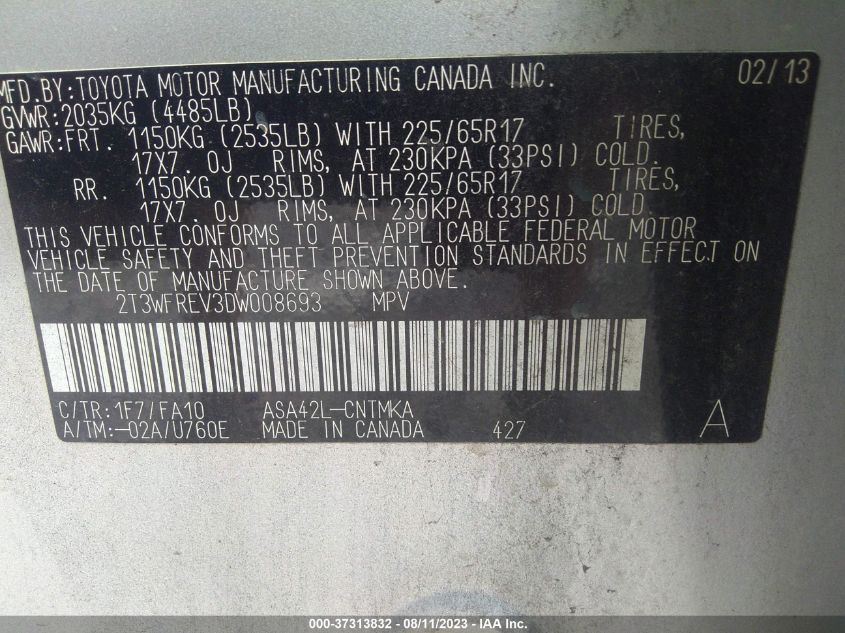 MFD.BY:TOYOTA MOTOR MANUFACTURING CANADA INC. 02/13
GVWR:2035KG (4485LB)
GAWR:FRT. 1150KG (2535LB) WITH 225/65R17 TIRES,
17X7. 0J RIMS, AT 230KPA (33PSI) COLD.
RR. 1150KG (2535LB) WITH 225/65R17 TIRES,
17X7. 0J RIMS, AT 230KPA (33PSI) COLD.
THIS VEHICLE CONFORMS TO ALL APPLICABLE FEDERAL MOTOR
VEHICLE SAFETY AND THEFT PREVENTION STANDARDS IN EFFECT ON
THE DATE OF MANUFACTURE SHOWN ABOVE.
2T3WFREV3DW008693 MPV
C/TR:1F7/FA10 ASA42L-CNTMKA
A/TM:-02A/U760E MADE IN CANADA 427 A
000-37313832 - 08/11/2023 - IAA Inc.